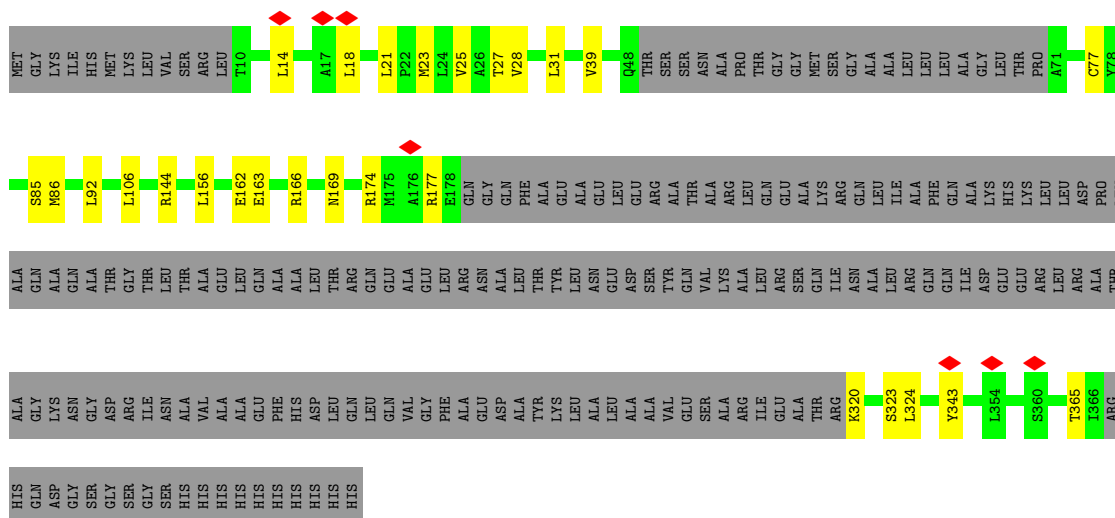 MET GLY LYS ILE HIS MET LYS LEU VAL SER ARG LEU T10 L14 A17 L18 L21 P22 M23 L24 V25 A26 T27 V28 L31 V39 Q48 THR SER SER ASN ALA PRO THR GLY GLY MET SER GLY ALA ALA LEU LEU LEU ALA GLY LEU THR PRO A71 C77 Y78
S85 M86 L92 L106 R144 L156 E162 E163 R166 N169 R174 M175 A176 R177 E178 GLN GLY GLN PHE ALA GLU ALA GLU LEU GLU ARG ALA THR ALA ARG LEU GLN GLU ALA LYS ARG GLN LEU ILE ALA PHE GLN ALA LYS HIS LYS LEU LEU ASP PRO
ALA GLN ALA GLN ALA THR GLY THR LEU THR ALA GLU LEU GLN ALA ALA LEU THR ARG GLN GLU ALA GLU LEU ARG ASN ALA LEU THR TYR LEU ASN GLU ASP SER TYR GLN VAL LYS ALA LEU ARG SER GLN ILE ASN ALA LEU ARG GLN GLN ILE ASP GLU GLU ARG LEU ARG ALA THR
ALA GLY LYS ASN GLY ASP ARG ILE ASN ALA VAL ALA ALA GLU PHE HIS ASP LEU GLN LEU GLN VAL GLY PHE ALA GLU ASP ALA TYR LYS LEU ALA LEU ALA ALA VAL GLU SER ALA ARG ILE GLU ALA THR ARG K320 S323 L324 Y343 L354 S360 T365 I366 ARG
HIS GLN ASP GLY SER GLY SER GLY SER HIS HIS HIS HIS HIS HIS HIS HIS HIS HIS